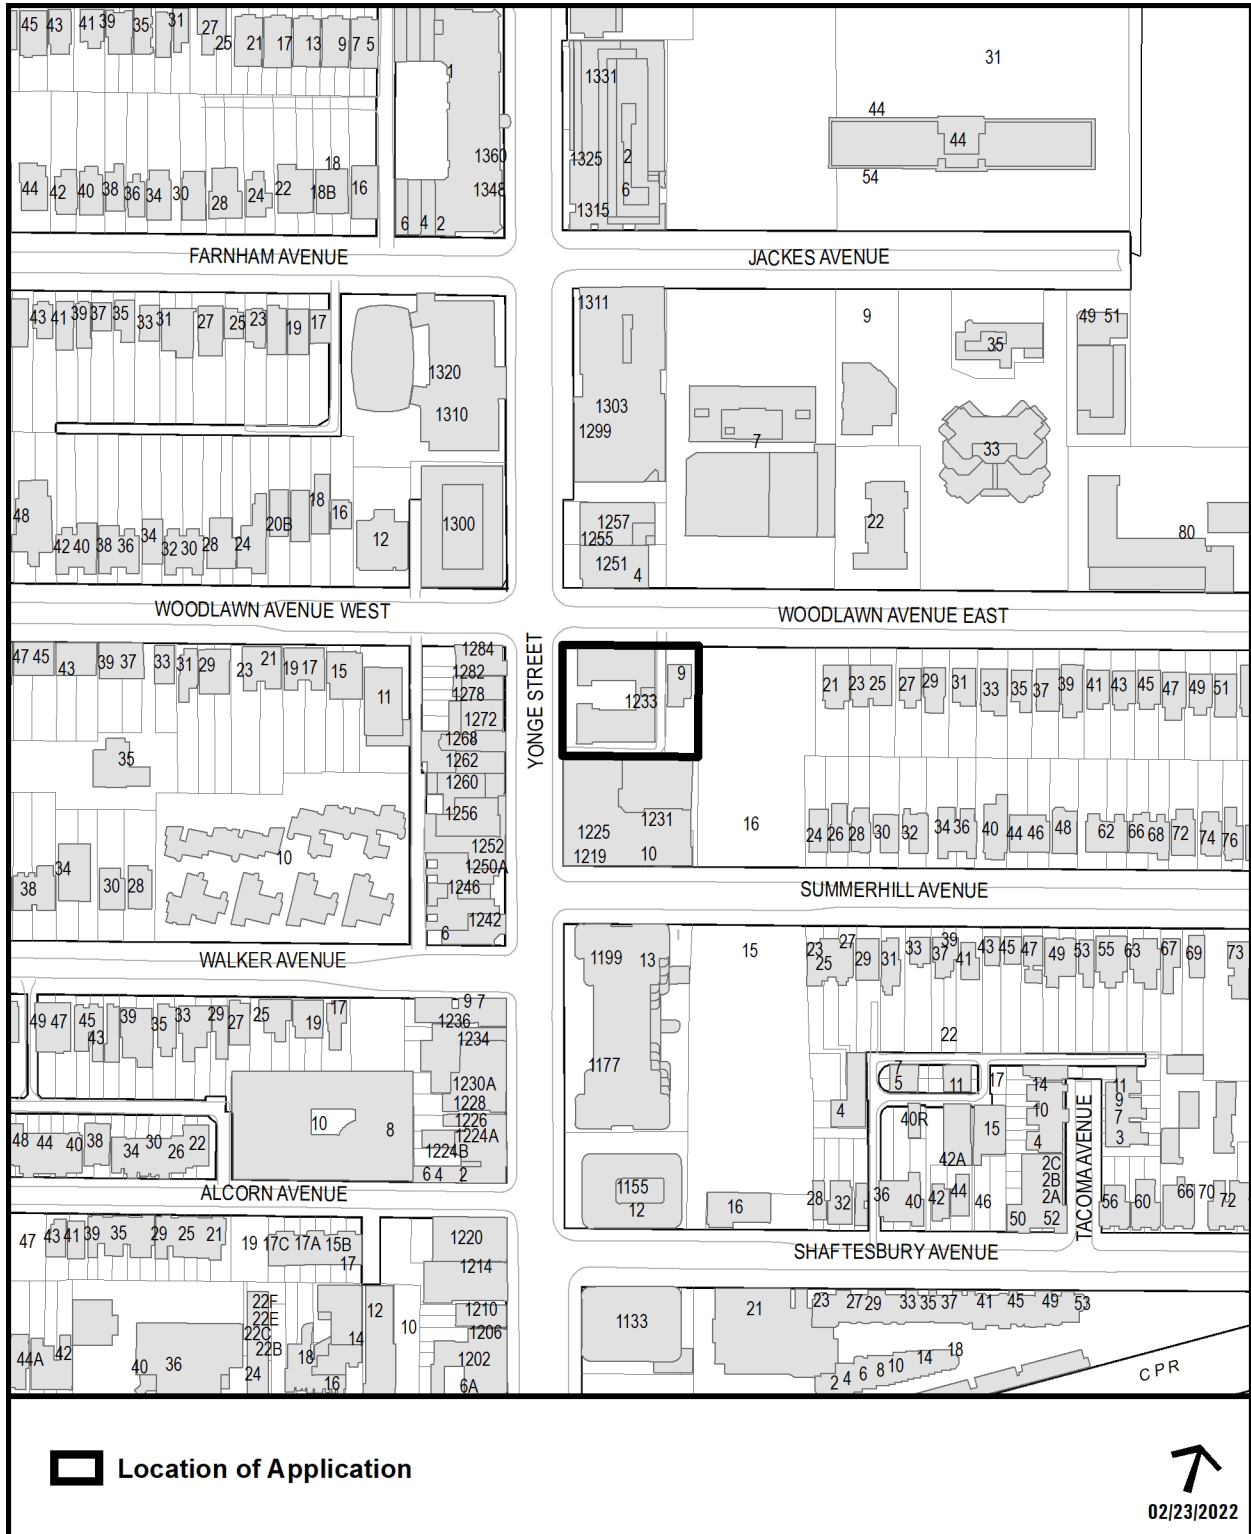 45 43 41 39 35 31 27 25 21 17 13 9 7 5 1 1331 31
44
44
18 1360 1325 2 54
44 42 40 38 36 34 30 28 24 22 18B 16 1348 6
6 4 2 1315
FARNHAM AVENUE JACKES AVENUE
43 41 39 37 35 33 31 27 25 23 19 17 1311 9 49 51
35
1320
1310 1303
1299 7 33
48 18 16 20B 1300 12 1257 22 80
42 40 38 36 34 32 30 28 24 1255
1251
4 4
WOODLAWN AVENUE WEST WOODLAWN AVENUE EAST
YONGE STREET
47 45 43 39 37 33 31 29 23 21 19 17 15 11 1284
1282
1278
1272
1268
1262
1260
1256
1252
1250A
1246
1242
6
9
1233
21 23 25 27 29 31 33 35 37 39 41 43 45 47 49 51
35
10
34
38 30 28
1231
1225
1219 10
16
24 26 28 30 32 34 36 40 44 46 48 62 66 68 72 74 76
SUMMERHILL AVENUE
WALKER AVENUE
1199 13 15 23 25 27 29 31 33 37 39 41 43 45 47 49 53 55 63 67 69 73
49 47 45 43 39 35 33 29 27 25 19 17 9 7
1236
1234
1230A
1228
1226
1224A
1224B
6 4 2
10 8
1177
22
7
5 11 17 14
10
4
11
9
7
3
4 40R 15
42A
2C
2B
2A
TACOMA AVENUE
48 44 40 38 34 30 26 22
ALCORN AVENUE
1155
12
16 28 32 36 40 42 44 46 50 52 56 60 66 70 72
SHAFTESBURY AVENUE
47 43 41 39 35 29 25 21 19 17C 17A 15B
17
1220
1214
1210
1206
1202
6A
22F
22E
22C
22B
24
12 10
14
18
16
44A 42 40 36
1133 21 23 27 29 33 35 37 41 45 49 53
2 4 6 8 10 14 18
CPR
Location of Application
02/23/2022